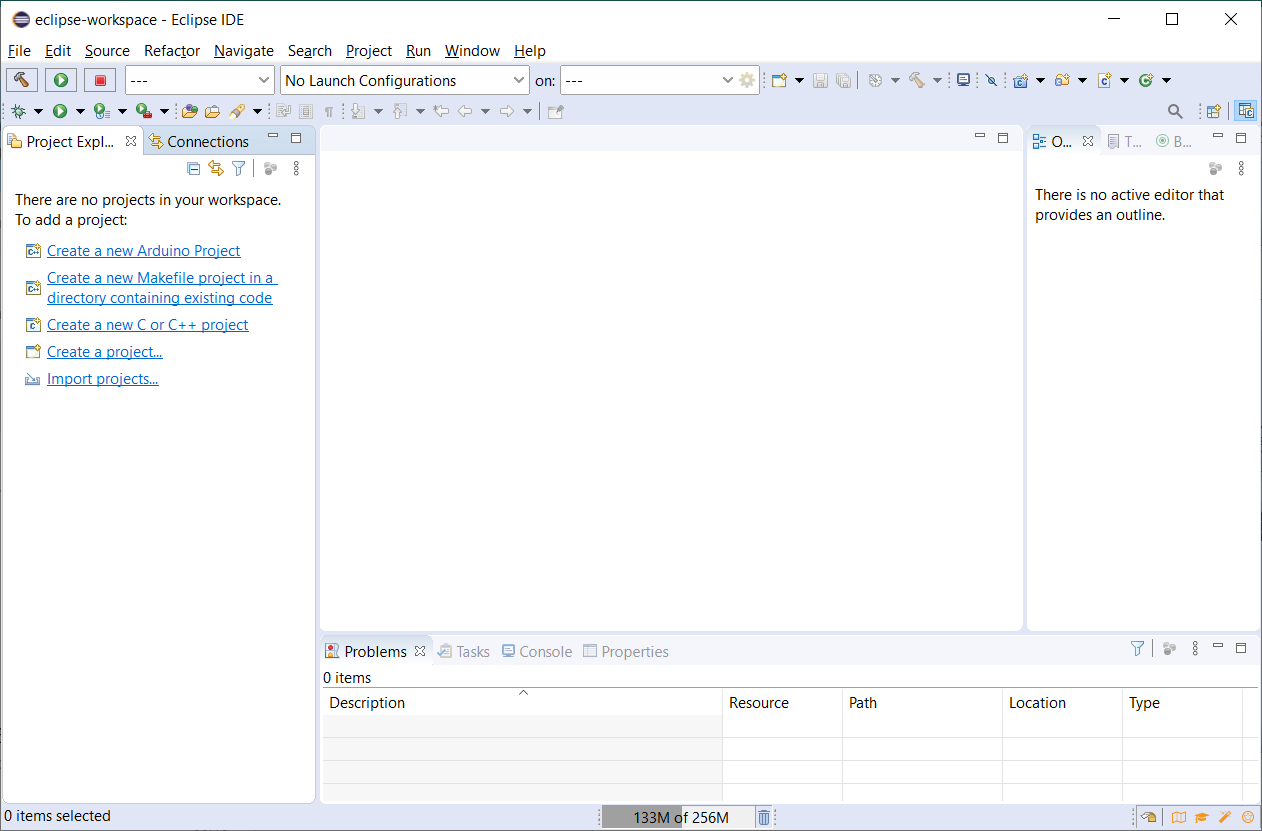 eclipse-workspace - Eclipse IDE
File Edit Source Refactor Navigate Search Project Run Window Help
--- No Launch Configurations on: ---
Project Expl... Connections
There are no projects in your workspace.
To add a project:
Create a new Arduino Project
Create a new Makefile project in a
directory containing existing code
Create a new C or C++ project
Create a project...
Import projects...
O... T... B...
There is no active editor that
provides an outline.
Problems Tasks Console Properties
0 items
Description Resource Path Location Type
0 items selected
133M of 256M